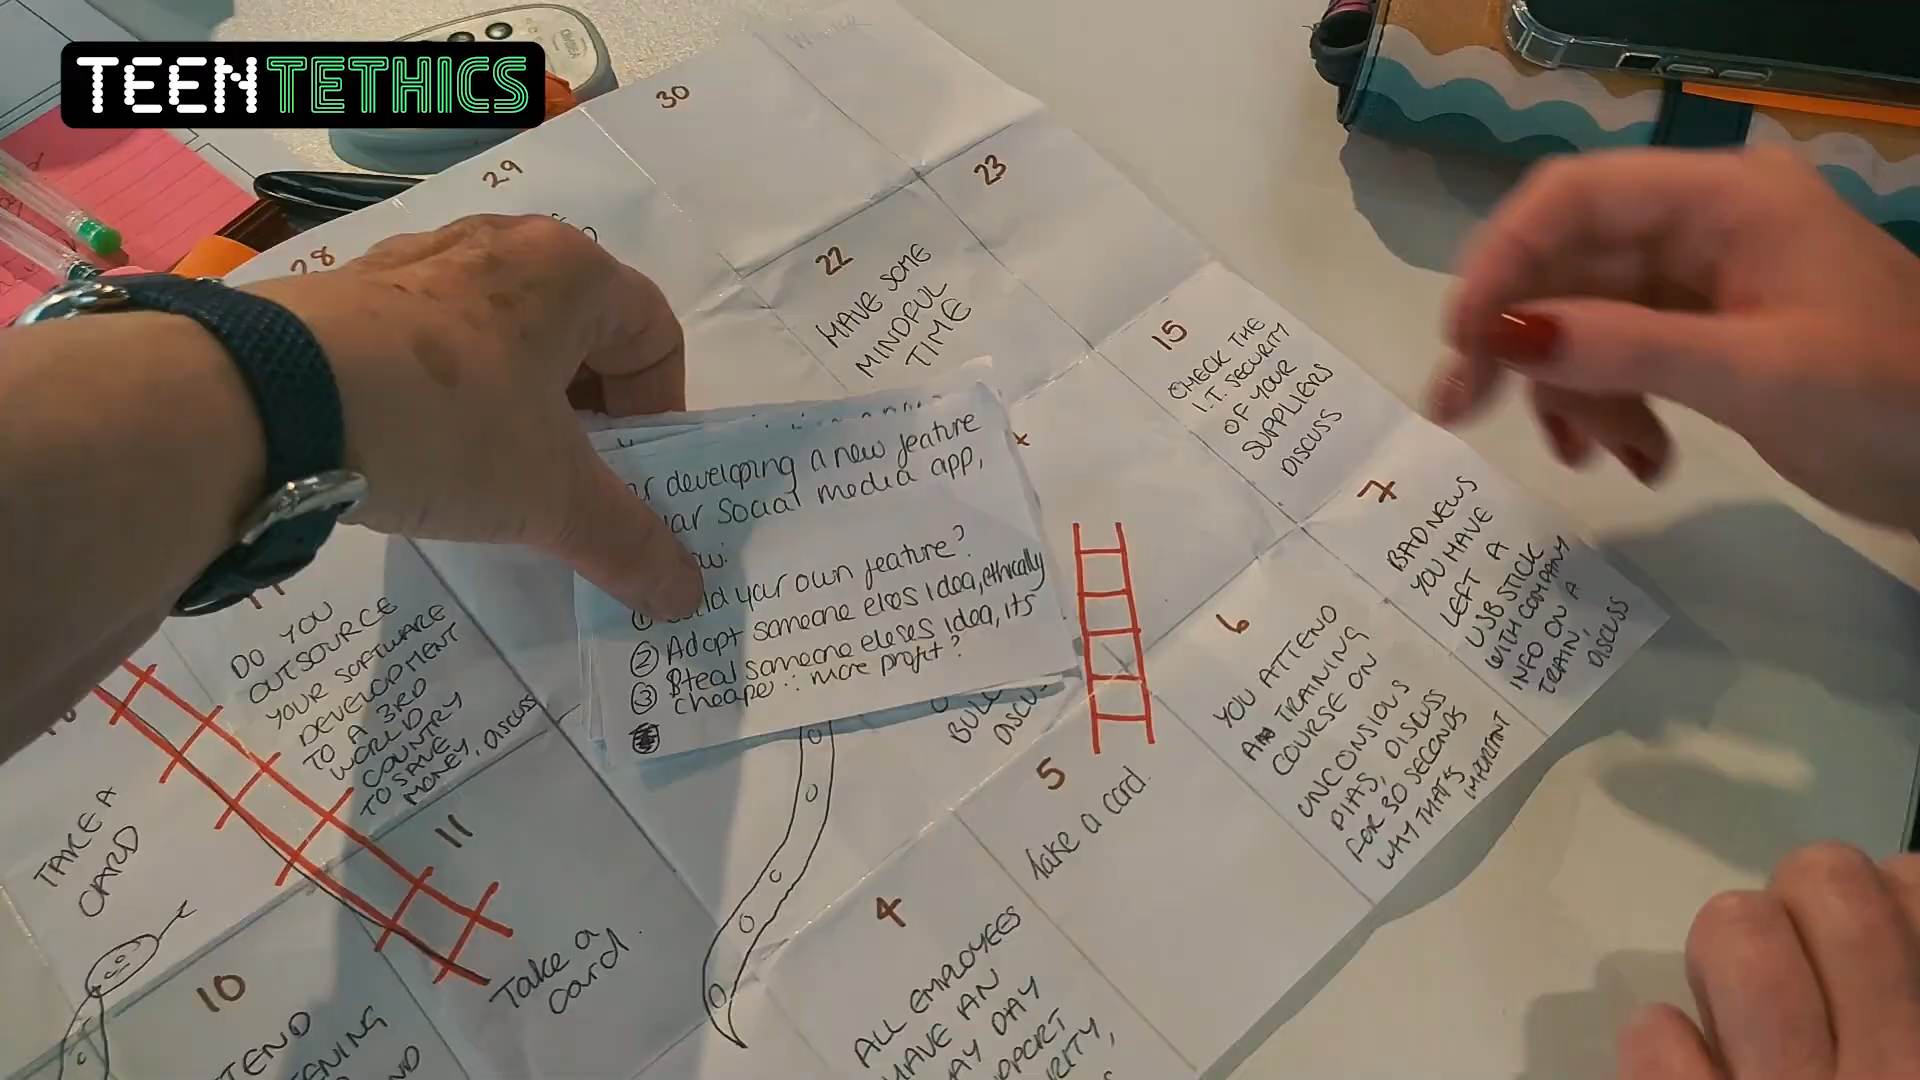 TEENTETHICS
30
29
28
23
22
HAVE SOME
MINDFUL
TIME
15
CHECK THE
I.T. SECURITY
OF YOUR
SUPPLIERS
DISCUSS
developing a new feature
social media app,
your own feature?
② Adopt someone elses idea, ethically
③ Steal someone eleses idea, its
cheaper ∴ more profit?
7
BAD NEWS
YOU HAVE
LEFT A
USB STICK
WITH COMPANY
INFO ON A
TRAIN,
DISCUSS
6
YOU ATTEND
A TRAINING
COURSE ON
UNCONSIOUS
BIAS, DISCUSS
FOR 30 SECONDS
WHY THAT'S
IMPORTANT
DO YOU
OUTSOURCE
YOUR SOFTWARE
DEVELOPMENT
TO A 3RD
WORLD
COUNTRY
TO SAVE
MONEY, DISCUSS
TAKE A
CARD
11
Take a
card.
5
Take a card.
4
ALL EMPLOYEES
HAVE AN
DAY
10